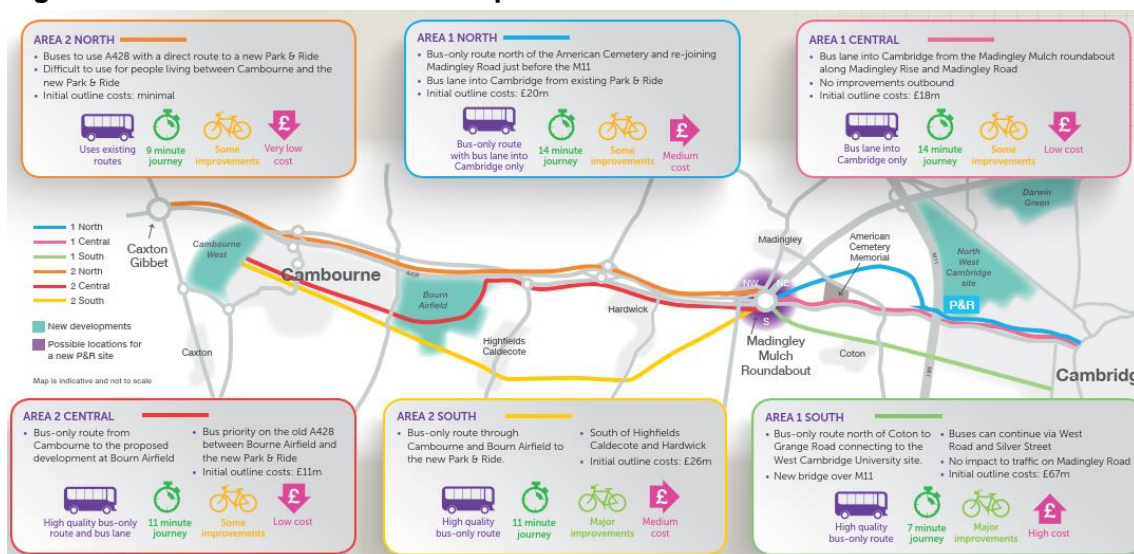 AREA 2 NORTH
• Buses to use A428 with a direct route to a new Park & Ride
• Difficult to use for people living between Cambourne and the
new Park & Ride
• Initial outline costs: minimal
Uses existing
routes
9 minute
journey
Some
improvements
Very low
cost
AREA 1 NORTH
• Bus-only route north of the American Cemetery and re-joining
Madingley Road just before the M11
• Bus lane into Cambridge from existing Park & Ride
• Initial outline costs: £20m
Bus-only route
with bus lane into
Cambridge only
14 minute
journey
Some
improvements
£
Medium
cost
AREA 1 CENTRAL
• Bus lane into Cambridge from the Madingley Mulch roundabout
along Madingley Rise and Madingley Road
• No improvements outbound
• Initial outline costs: £18m
Bus lane into
Cambridge only
14 minute
journey
Some
improvements
£
Low cost
1 North
1 Central
1 South
2 North
2 Central
2 South
New developments
Possible locations for
a new P&R site
Map is indicative and not to scale
Caxton
Gibbet
Cambourne
West
Cambourne
Caxton
A428
Bourn
Airfield
Highfields
Caldecote
Hardwick
Madingley
NW
NE
S
Madingley
Mulch
Roundabout
American
Cemetery
Memorial
Coton
M11
M11
P&R
North
West
Cambridge
site
Darwin
Green
Cambridg
AREA 2 CENTRAL
• Bus-only route from
Cambourne to the proposed
development at Bourn Airfield
• Bus priority on the old A428
between Bourne Airfield and
the new Park & Ride
• Initial outline costs: £11m
High quality bus-only
route and bus lane
11 minute
journey
Some
improvements
£
Low cost
AREA 2 SOUTH
• Bus-only route through
Cambourne and Bourn Airfield to
the new Park & Ride.
• South of Highfields
Caldecote and Hardwick
• Initial outline costs: £26m
High quality
bus-only route
11 minute
journey
Major
improvements
£
Medium
cost
AREA 1 SOUTH
• Bus-only route north of Coton to
Grange Road connecting to the
West Cambridge University site.
• New bridge over M11
• Buses can continue via West
Road and Silver Street
• No impact to traffic on Madingley Road
• Initial outline costs: £67m
High quality
bus-only route
7 minute
journey
Major
improvements
£
High cost